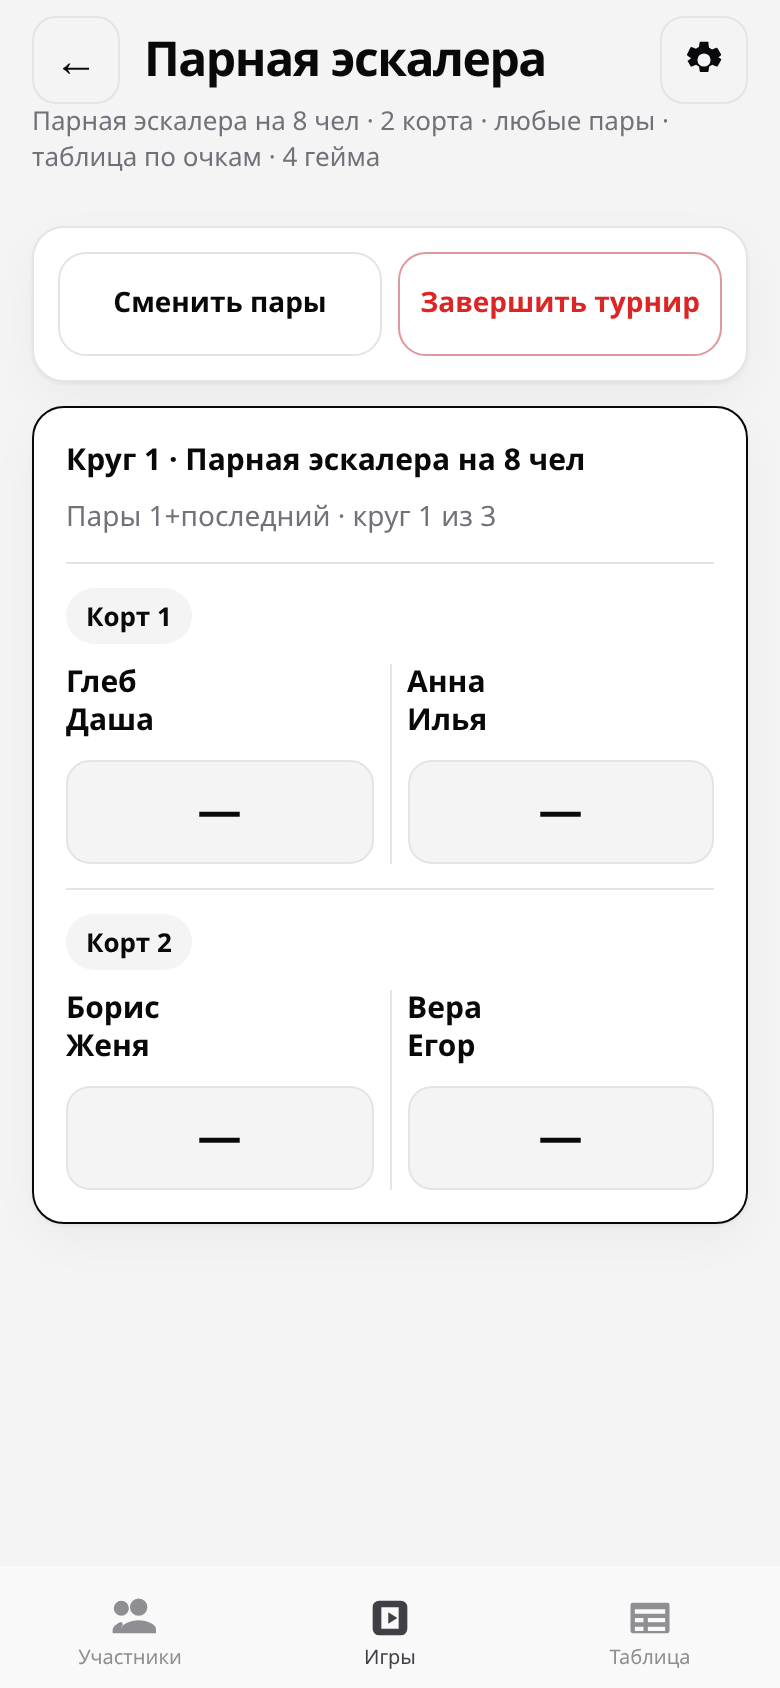 ← Парная эскалера
Парная эскалера на 8 чел · 2 корта · любые пары ·
таблица по очкам · 4 гейма
Сменить пары
Завершить турнир
Круг 1 · Парная эскалера на 8 чел
Пары 1+последний · круг 1 из 3
Корт 1
Глеб
Даша
Анна
Илья
—
—
Корт 2
Борис
Женя
Вера
Егор
—
—
Участники
Игры
Таблица